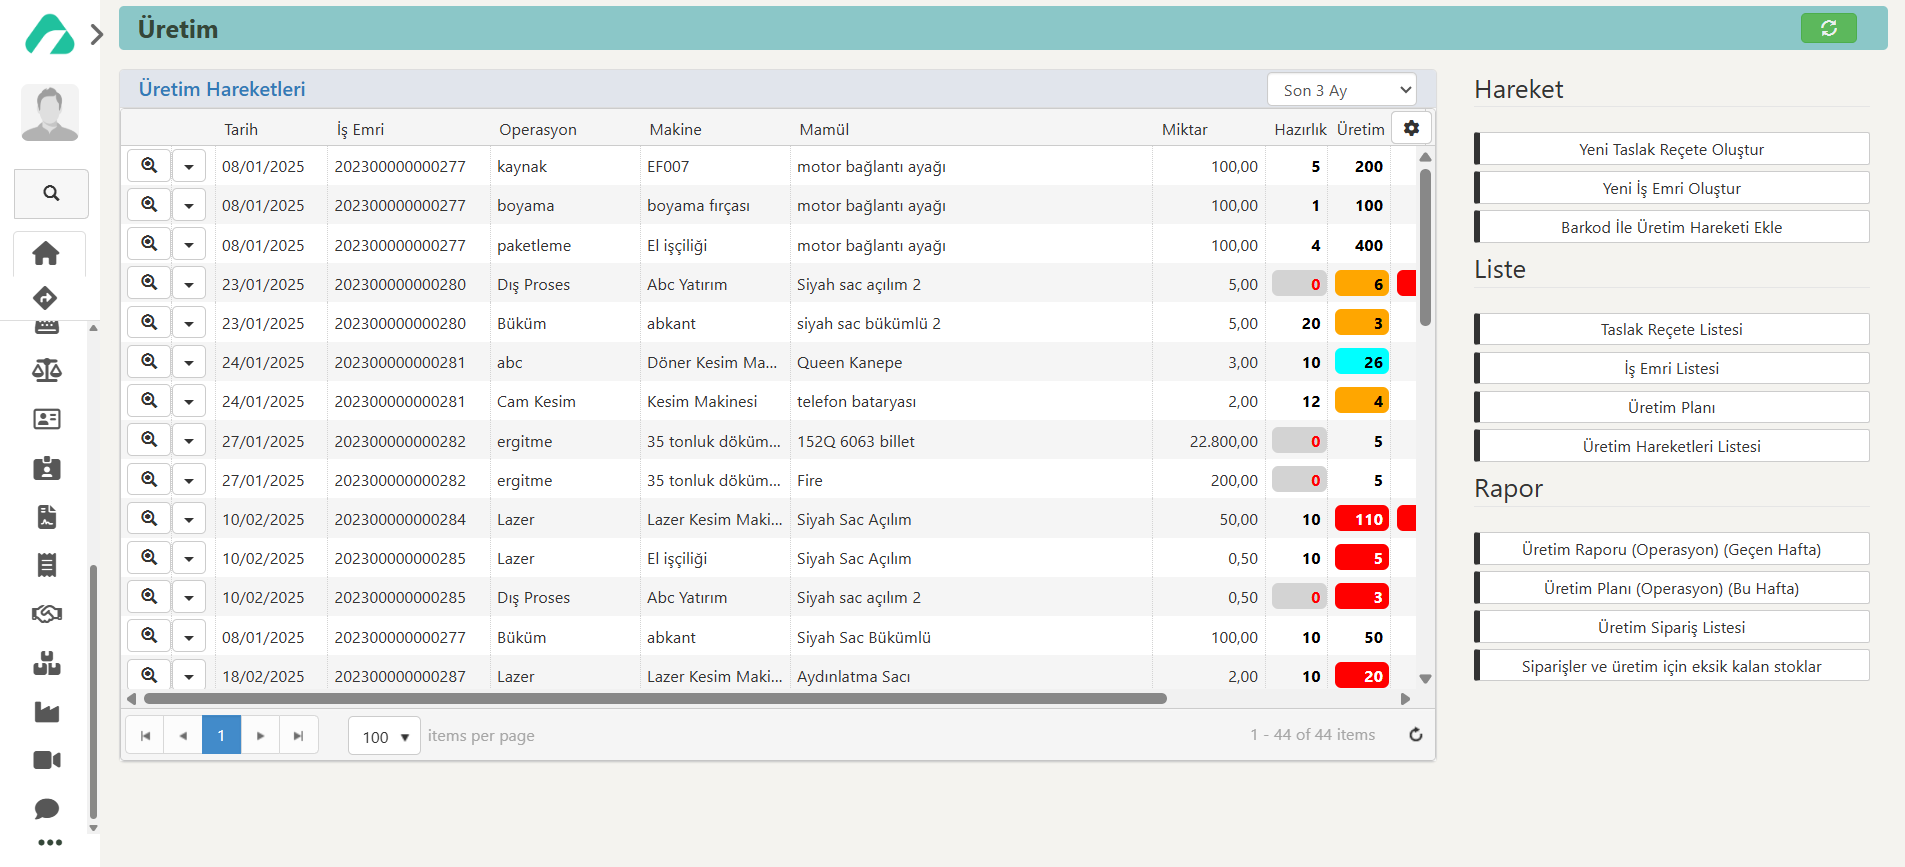 Üretim
Üretim Hareketleri
Son 3 Ay
Tarih İş Emri Operasyon Makine Mamül Miktar Hazırlık Üretim
08/01/2025 202300000000277 kaynak EF007 motor bağlantı ayağı 100,00 5 200
08/01/2025 202300000000277 boyama boyama fırçası motor bağlantı ayağı 100,00 1 100
08/01/2025 202300000000277 paketleme El işçiliği motor bağlantı ayağı 100,00 4 400
23/01/2025 202300000000280 Dış Proses Abc Yatırım Siyah sac açılım 2 5,00 0 6
23/01/2025 202300000000280 Büküm abkant siyah sac bükümlü 2 5,00 20 3
24/01/2025 202300000000281 abc Döner Kesim Ma... Queen Kanepe 3,00 10 26
24/01/2025 202300000000281 Cam Kesim Kesim Makinesi telefon bataryası 2,00 12 4
27/01/2025 202300000000282 ergitme 35 tonluk döküm... 152Q 6063 billet 22.800,00 0 5
27/01/2025 202300000000282 ergitme 35 tonluk döküm... Fire 200,00 0 5
10/02/2025 202300000000284 Lazer Lazer Kesim Maki... Siyah Sac Açılım 50,00 10 110
10/02/2025 202300000000285 Lazer El işçiliği Siyah Sac Açılım 0,50 10 5
10/02/2025 202300000000285 Dış Proses Abc Yatırım Siyah sac açılım 2 0,50 0 3
08/01/2025 202300000000277 Büküm abkant Siyah Sac Bükümlü 100,00 10 50
18/02/2025 202300000000287 Lazer Lazer Kesim Maki... Aydınlatma Sacı 2,00 10 20
1 100 items per page 1 - 44 of 44 items
Hareket
Yeni Taslak Reçete Oluştur
Yeni İş Emri Oluştur
Barkod İle Üretim Hareketi Ekle
Liste
Taslak Reçete Listesi
İş Emri Listesi
Üretim Planı
Üretim Hareketleri Listesi
Rapor
Üretim Raporu (Operasyon) (Geçen Hafta)
Üretim Planı (Operasyon) (Bu Hafta)
Üretim Sipariş Listesi
Siparişler ve üretim için eksik kalan stoklar